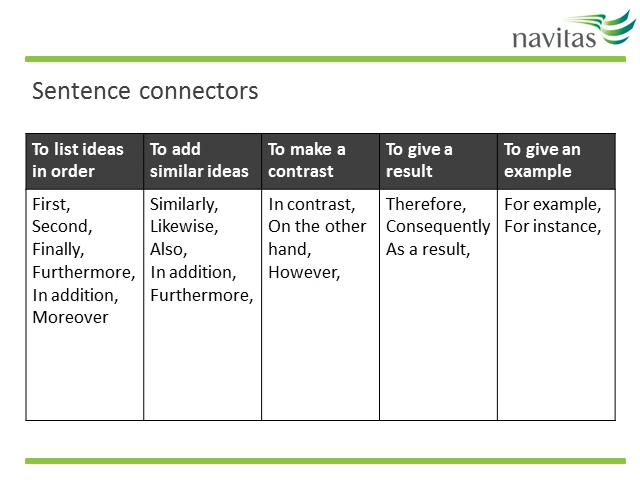 navitas
Sentence connectors
To list ideas
in order
To add
similar ideas
To make a
contrast
To give a
result
To give an
example
First,
Second,
Finally,
Furthermore,
In addition,
Moreover
Similarly,
Likewise,
Also,
In addition,
Furthermore,
In contrast,
On the other
hand,
However,
Therefore,
Consequently
As a result,
For example,
For instance,